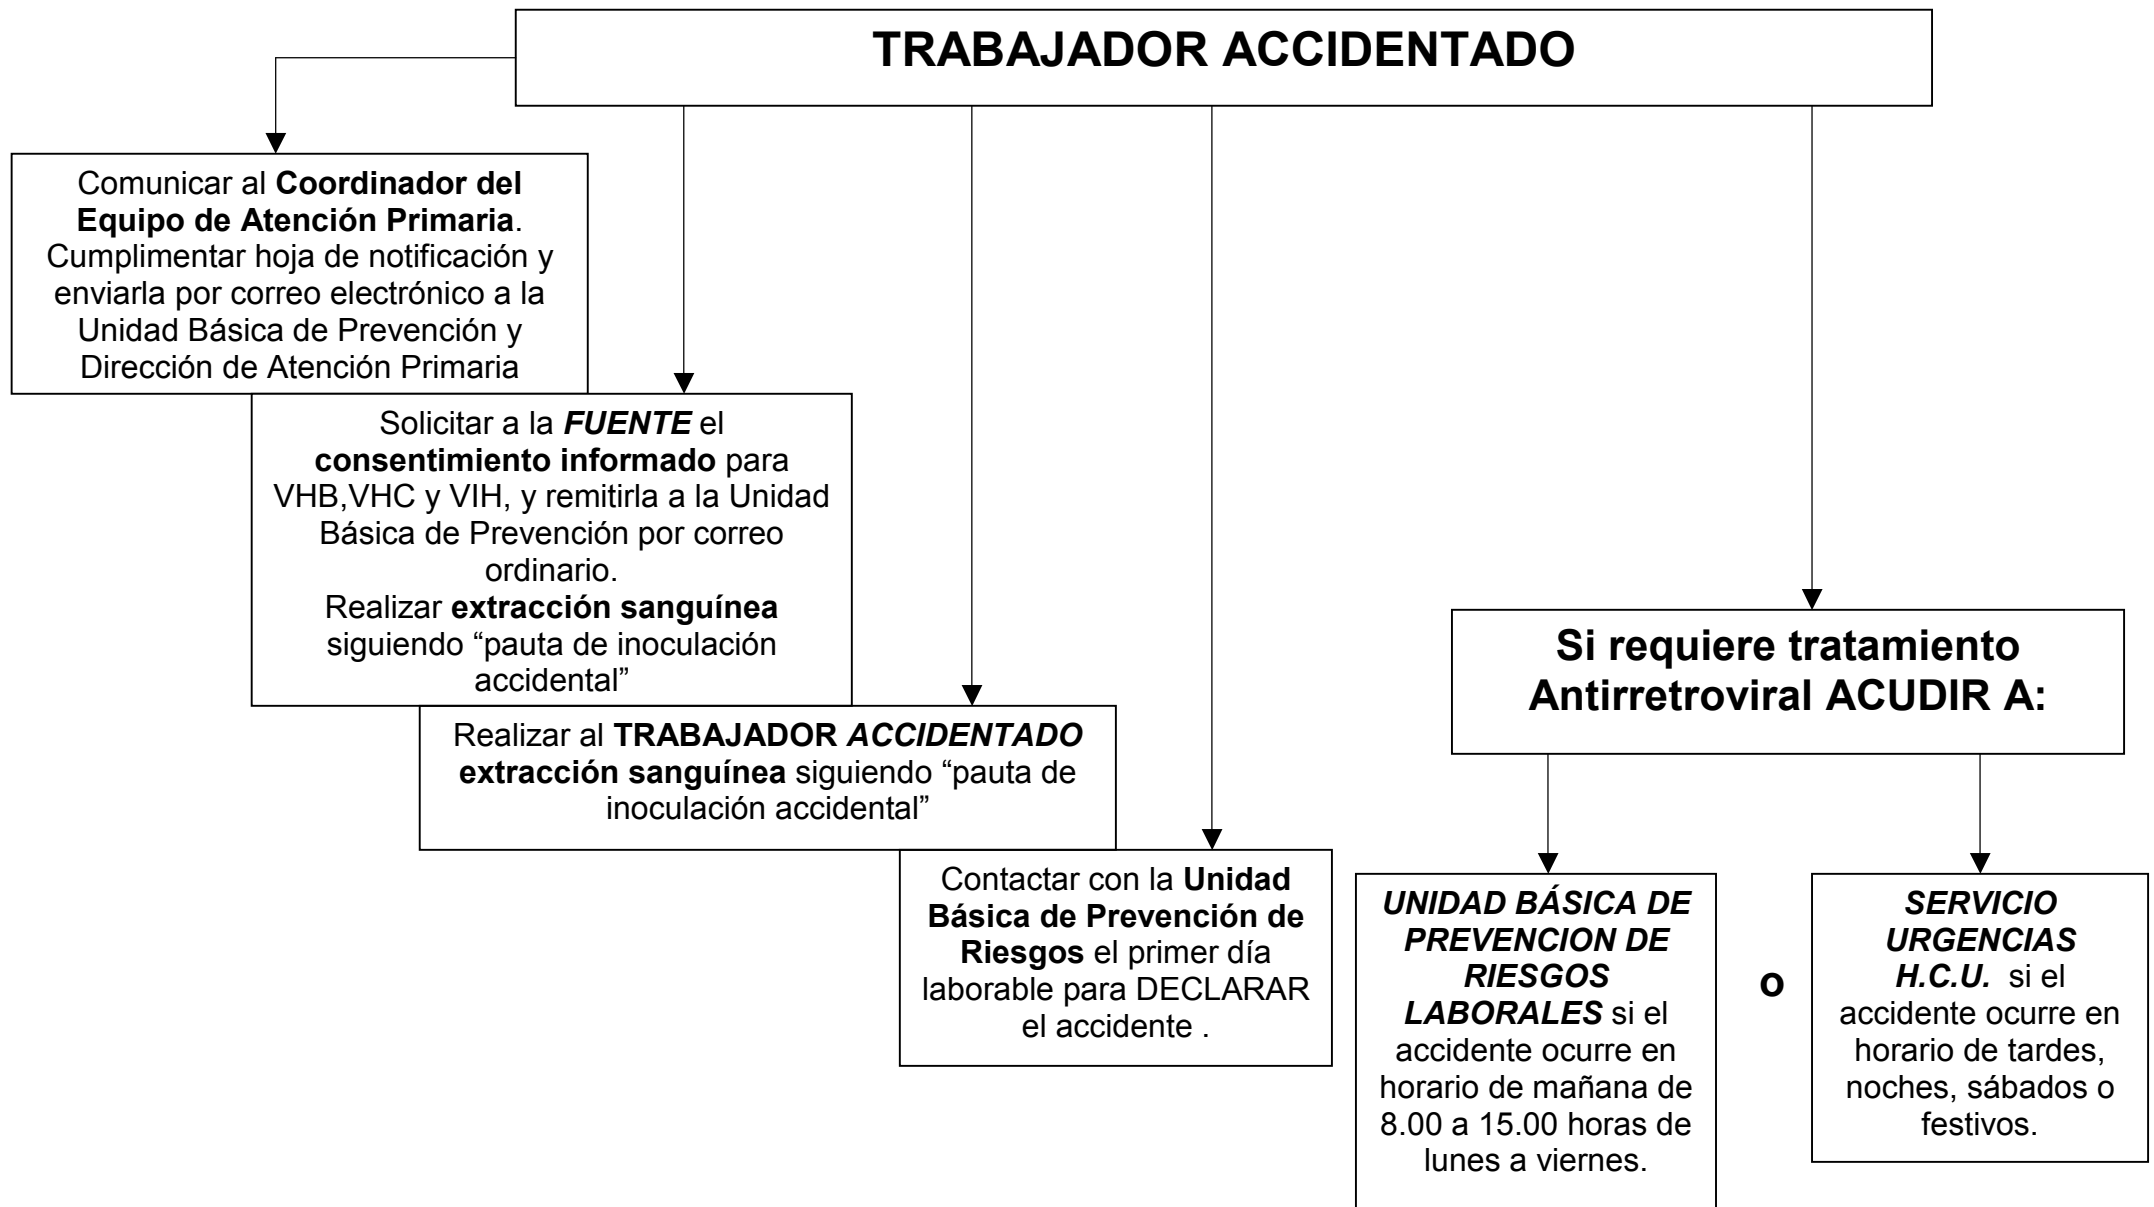 TRABAJADOR ACCIDENTADO
Comunicar al Coordinador del
Equipo de Atención Primaria.
Cumplimentar hoja de notificación y
enviarla por correo electrónico a la
Unidad Básica de Prevención y
Dirección de Atención Primaria
Solicitar a la FUENTE el
consentimiento informado para
VHB,VHC y VIH, y remitirla a la Unidad
Básica de Prevención por correo
ordinario.
Realizar extracción sanguínea
siguiendo “pauta de inoculación
accidental”
Realizar al TRABAJADOR ACCIDENTADO
extracción sanguínea siguiendo “pauta de
inoculación accidental”
Contactar con la Unidad
Básica de Prevención de
Riesgos el primer día
laborable para DECLARAR
el accidente .
Si requiere tratamiento
Antirretroviral ACUDIR A:
UNIDAD BÁSICA DE
PREVENCION DE
RIESGOS
LABORALES si el
accidente ocurre en
horario de mañana de
8.00 a 15.00 horas de
lunes a viernes.
o
SERVICIO
URGENCIAS
H.C.U. si el
accidente ocurre en
horario de tardes,
noches, sábados o
festivos.